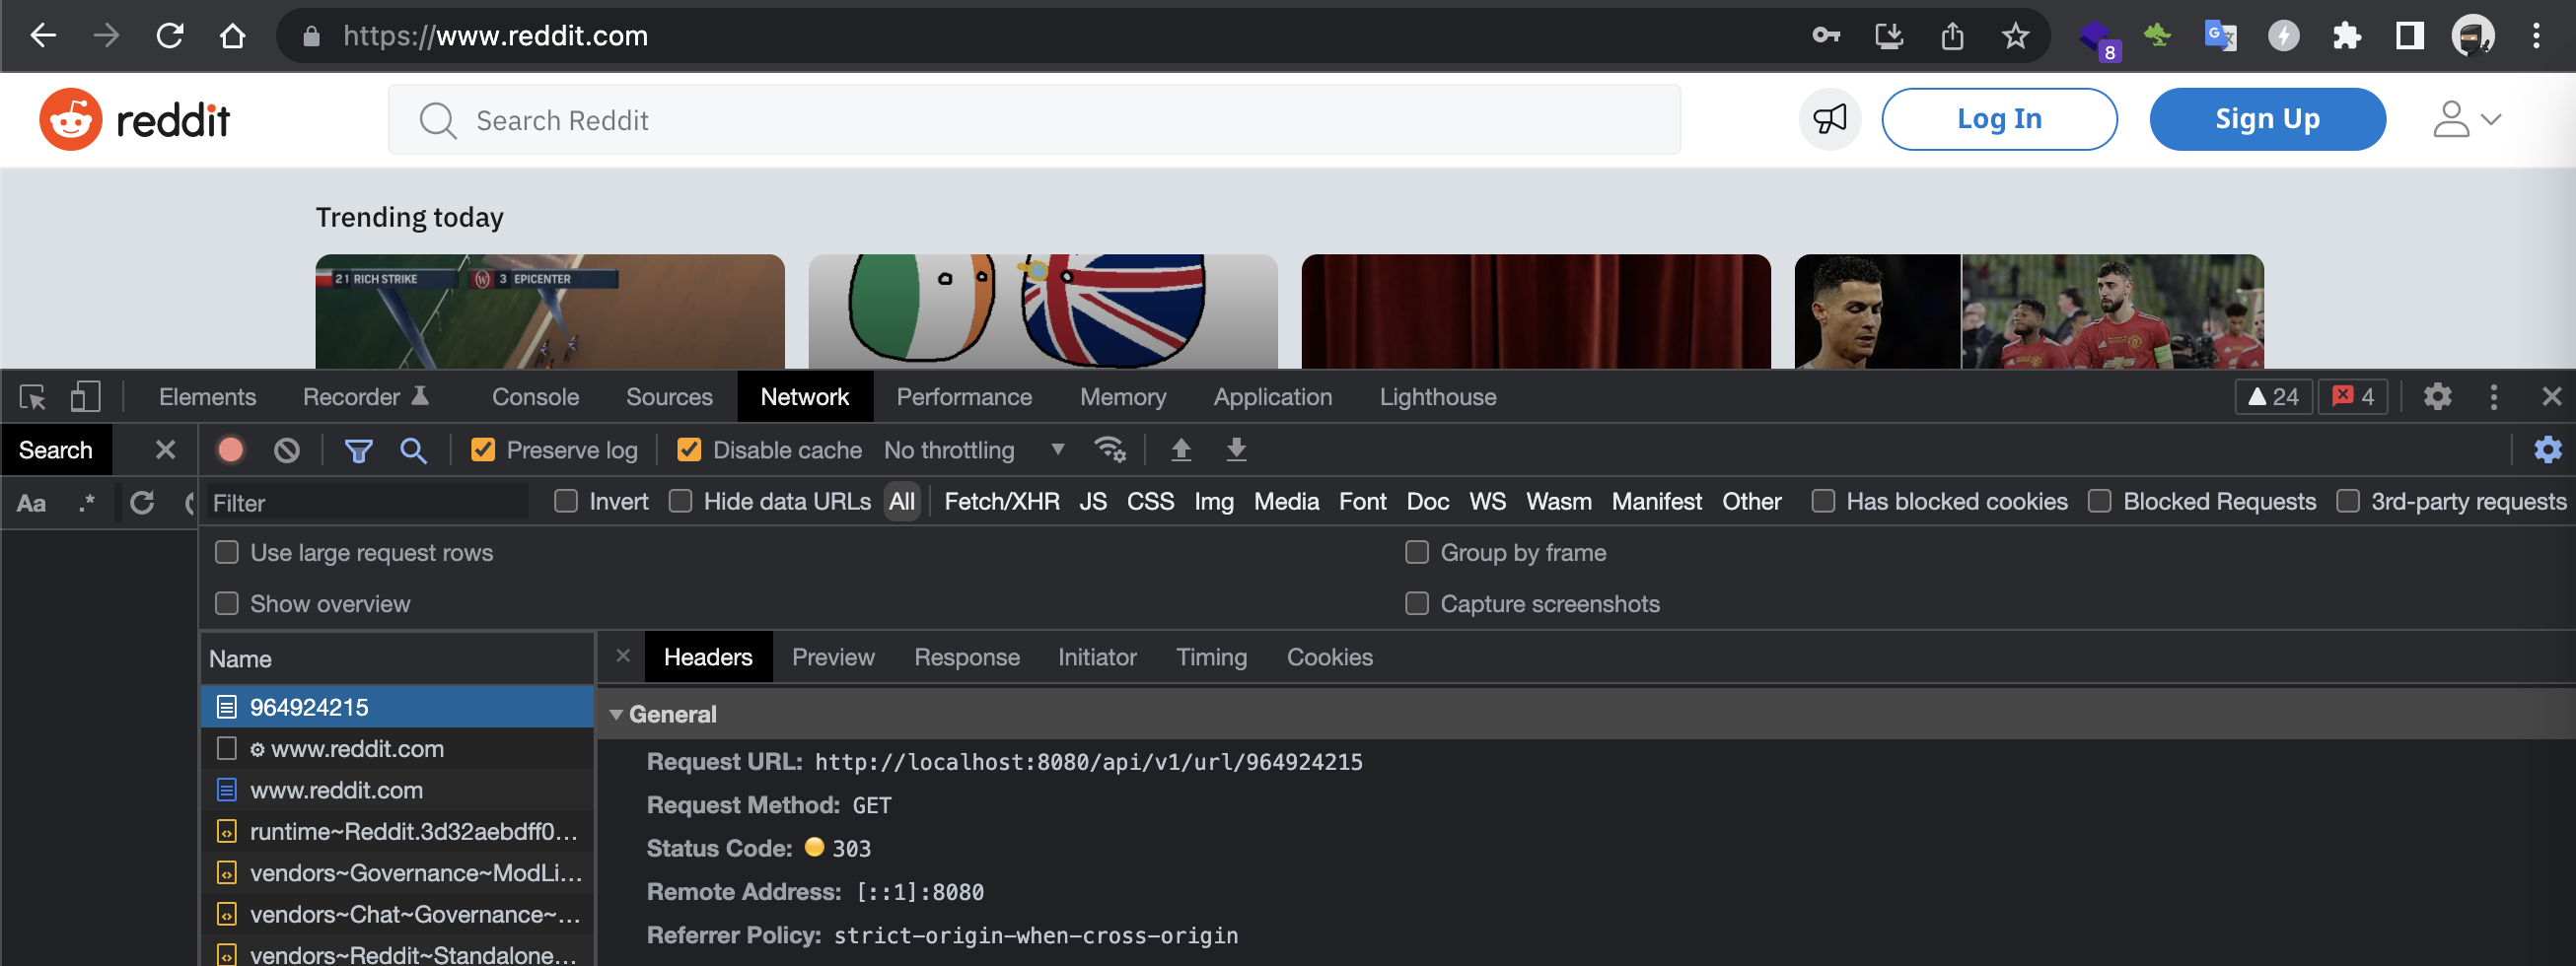 https://www.reddit.com
8
reddit
Search Reddit
Log In
Sign Up
Trending today
21 RICH STRIKE
3 EPICENTER
Elements
Recorder
Console
Sources
Network
Performance
Memory
Application
Lighthouse
24
4
Search
Preserve log
Disable cache
No throttling
Aa
.*
Filter
Invert
Hide data URLs
All
Fetch/XHR
JS
CSS
Img
Media
Font
Doc
WS
Wasm
Manifest
Other
Has blocked cookies
Blocked Requests
3rd-party requests
Use large request rows
Group by frame
Show overview
Capture screenshots
Name
Headers
Preview
Response
Initiator
Timing
Cookies
964924215
www.reddit.com
www.reddit.com
runtime~Reddit.3d32aebdff0...
vendors~Governance~ModLi...
vendors~Chat~Governance~...
vendors~Reddit~Standalone...
General
Request URL: http://localhost:8080/api/v1/url/964924215
Request Method: GET
Status Code: 303
Remote Address: [::1]:8080
Referrer Policy: strict-origin-when-cross-origin